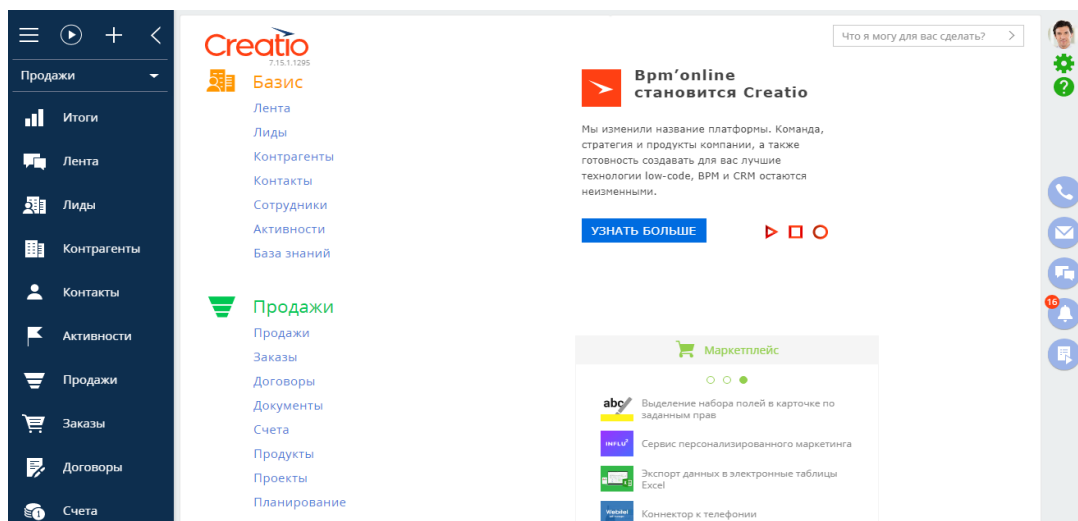 Продажи
Итоги
Лента
Лиды
Контрагенты
Контакты
Активности
Продажи
Заказы
Договоры
Счета
Creatio
7.15.1.1295
Базис
Лента
Лиды
Контрагенты
Контакты
Сотрудники
Активности
База знаний
Продажи
Продажи
Заказы
Договоры
Документы
Счета
Продукты
Проекты
Планирование
Что я могу для вас сделать?
Bpm’online
становится Creatio
Мы изменили название платформы. Команда,
стратегия и продукты компании, а также
готовность создавать для вас лучшие
технологии low-code, BPM и CRM остаются
неизменными.
УЗНАТЬ БОЛЬШЕ
Маркетплейс
abc
Выделение набора полей в карточке по
заданным прав
INFLU2
Сервис персонализированного маркетинга
Экспорт данных в электронные таблицы
Excel
Webitel
Коннектор к телефонии
16